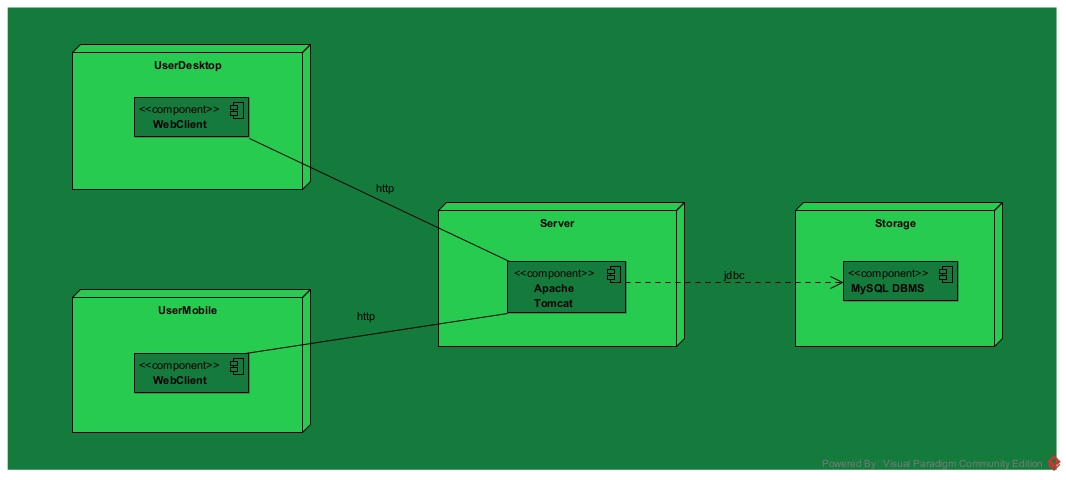 UserDesktop
<<component>>
WebClient
http
Server
<<component>>
Apache
Tomcat
jdbc
Storage
<<component>>
MySQL DBMS
UserMobile
http
<<component>>
WebClient
Powered By Visual Paradigm Community Edition